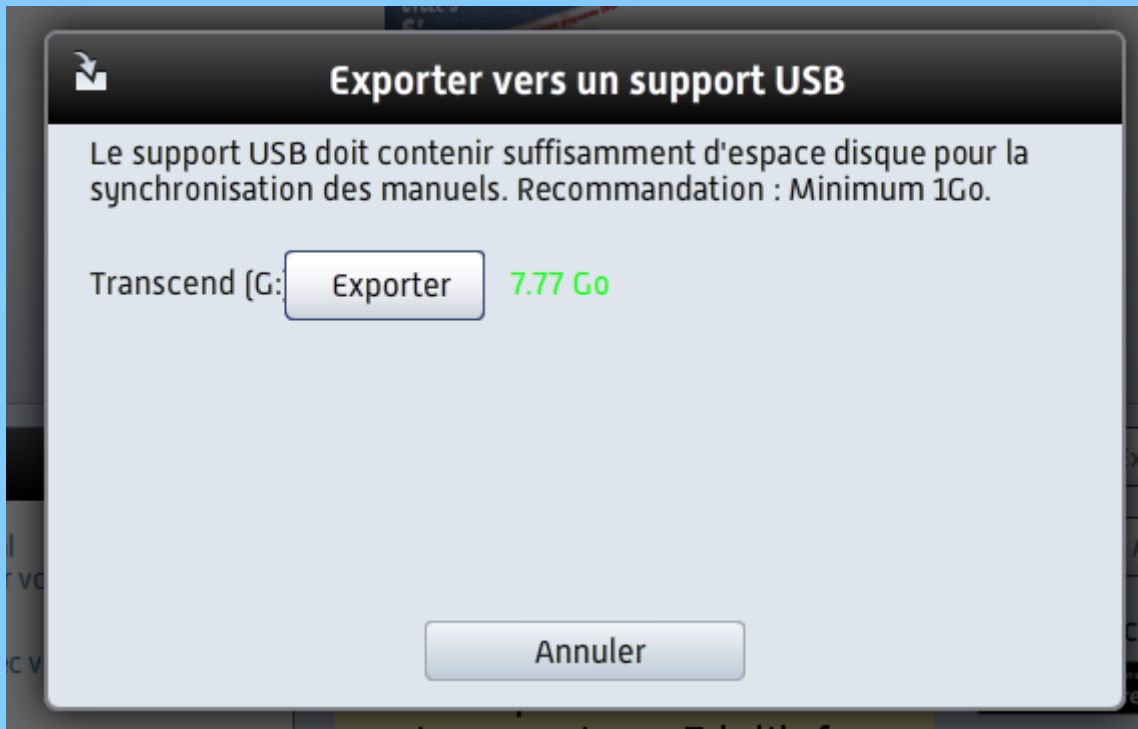 Exporter vers un support USB
Le support USB doit contenir suffisamment d'espace disque pour la
synchronisation des manuels. Recommandation : Minimum 1Go.
Transcend (G: Exporter 7.77 Go
Annuler